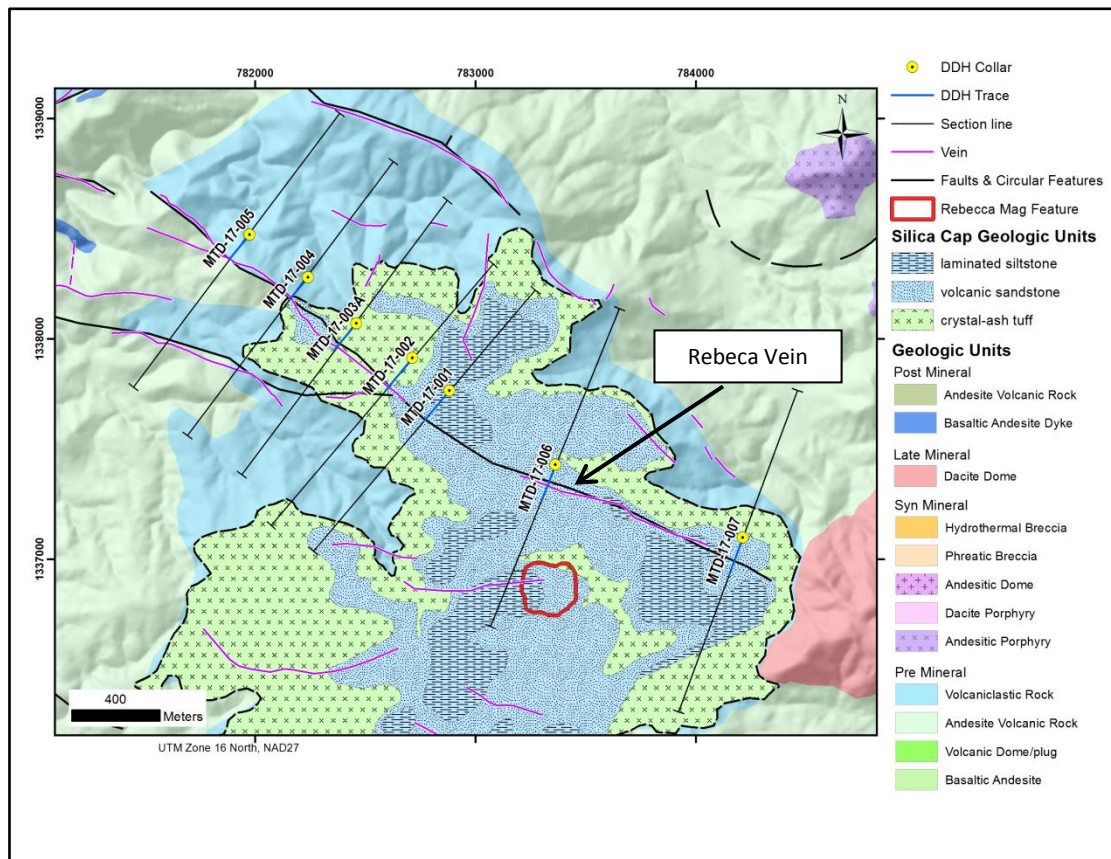 782000
783000
784000
1339000
1338000
1337000
N
MTD-17-005
MTD-17-004
MTD-17-003A
MTD-17-002
MTD-17-001
MTD-17-006
MTD-17-007
Rebeca Vein
400
Meters
UTM Zone 16 North, NAD27
DDH Collar
DDH Trace
Section line
Vein
Faults & Circular Features
Rebecca Mag Feature
Silica Cap Geologic Units
laminated siltstone
volcanic sandstone
crystal-ash tuff
Geologic Units
Post Mineral
Andesite Volcanic Rock
Basaltic Andesite Dyke
Late Mineral
Dacite Dome
Syn Mineral
Hydrothermal Breccia
Phreatic Breccia
Andesitic Dome
Dacite Porphyry
Andesitic Porphyry
Pre Mineral
Volcaniclastic Rock
Andesite Volcanic Rock
Volcanic Dome/plug
Basaltic Andesite